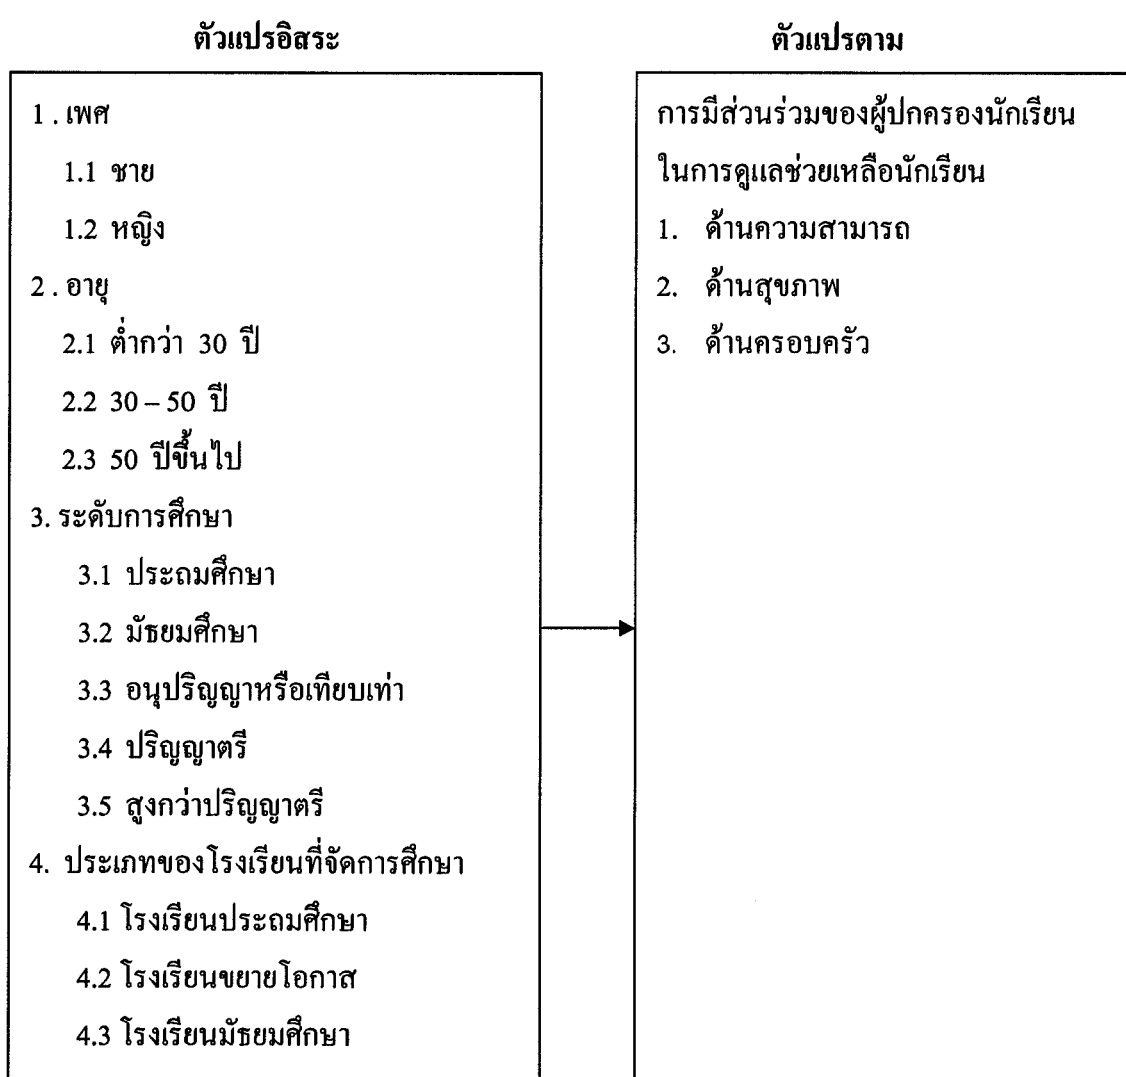 ตัวแปรอิสระ
1 . เพศ
1.1 ชาย
1.2 หญิง
2 . อายุ
2.1 ต่ำกว่า 30 ปี
2.2 30 – 50 ปี
2.3 50 ปีขึ้นไป
3. ระดับการศึกษา
3.1 ประถมศึกษา
3.2 มัธยมศึกษา
3.3 อนุปริญญาหรือเทียบเท่า
3.4 ปริญญาตรี
3.5 สูงกว่าปริญญาตรี
4. ประเภทของโรงเรียนที่จัดการศึกษา
4.1 โรงเรียนประถมศึกษา
4.2 โรงเรียนขยายโอกาส
4.3 โรงเรียนมัธยมศึกษา
ตัวแปรตาม
การมีส่วนร่วมของผู้ปกครองนักเรียน
ในการดูแลช่วยเหลือนักเรียน
1. ด้านความสามารถ
2. ด้านสุขภาพ
3. ด้านครอบครัว